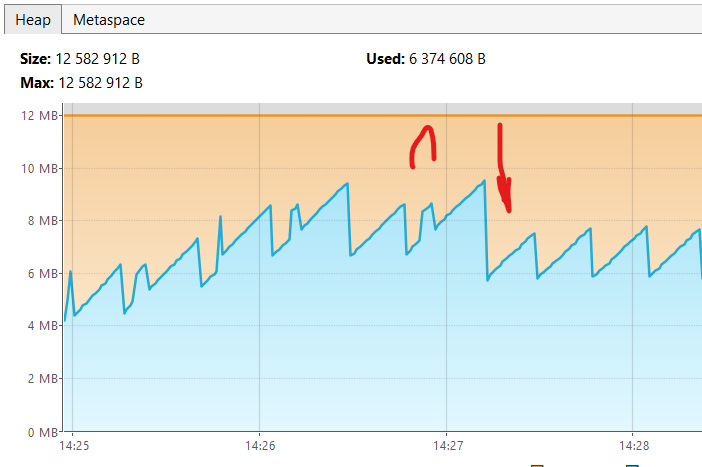 Heap Metaspace
Size: 12 582 912 B Used: 6 374 608 B
Max: 12 582 912 B
12 MB
10 MB
8 MB
6 MB
4 MB
2 MB
0 MB
14:25 14:26 14:27 14:28